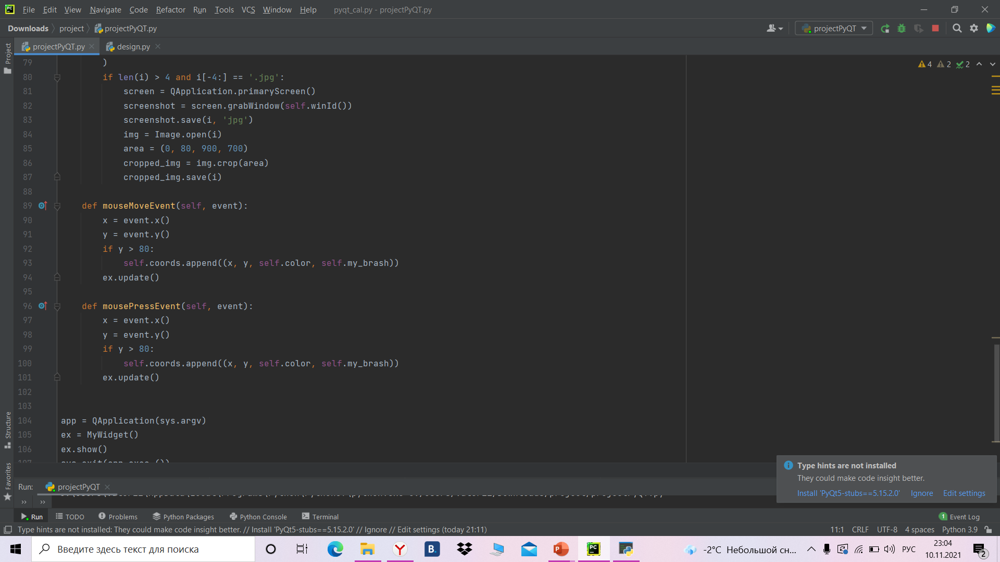 File Edit View Navigate Code Refactor Run Tools VCS Window Help pyqt_cal.py - projectPyQT.py
Downloads project projectPyQT.py projectPyQT
Project
projectPyQT.py design.py
4 2 2
79 )
80 if len(i) > 4 and i[-4:] == '.jpg':
81 screen = QApplication.primaryScreen()
82 screenshot = screen.grabWindow(self.winId())
83 screenshot.save(i, 'jpg')
84 img = Image.open(i)
85 area = (0, 80, 900, 700)
86 cropped_img = img.crop(area)
87 cropped_img.save(i)
88
89 def mouseMoveEvent(self, event):
90 x = event.x()
91 y = event.y()
92 if y > 80:
93 self.coords.append((x, y, self.color, self.my_brash))
94 ex.update()
95
96 def mousePressEvent(self, event):
97 x = event.x()
98 y = event.y()
99 if y > 80:
100 self.coords.append((x, y, self.color, self.my_brash))
101 ex.update()
102
103
104 app = QApplication(sys.argv)
105 ex = MyWidget()
106 ex.show()
107 sys.exit(app.exec_())
Structure
Favorites
Type hints are not installed
They could make code insight better.
Install 'PyQt5-stubs==5.15.2.0' Ignore Edit settings
Run: projectPyQT
Run TODO Problems Python Packages Python Console Terminal 1 Event Log
Type hints are not installed: They could make code insight better. // Install 'PyQt5-stubs==5.15.2.0' // Ignore // Edit settings (today 21:11) 11:1 CRLF UTF-8 4 spaces Python 3.9
Введите здесь текст для поиска B. P PC -2°C Небольшой сн... РУС 23:04
10.11.2021 2